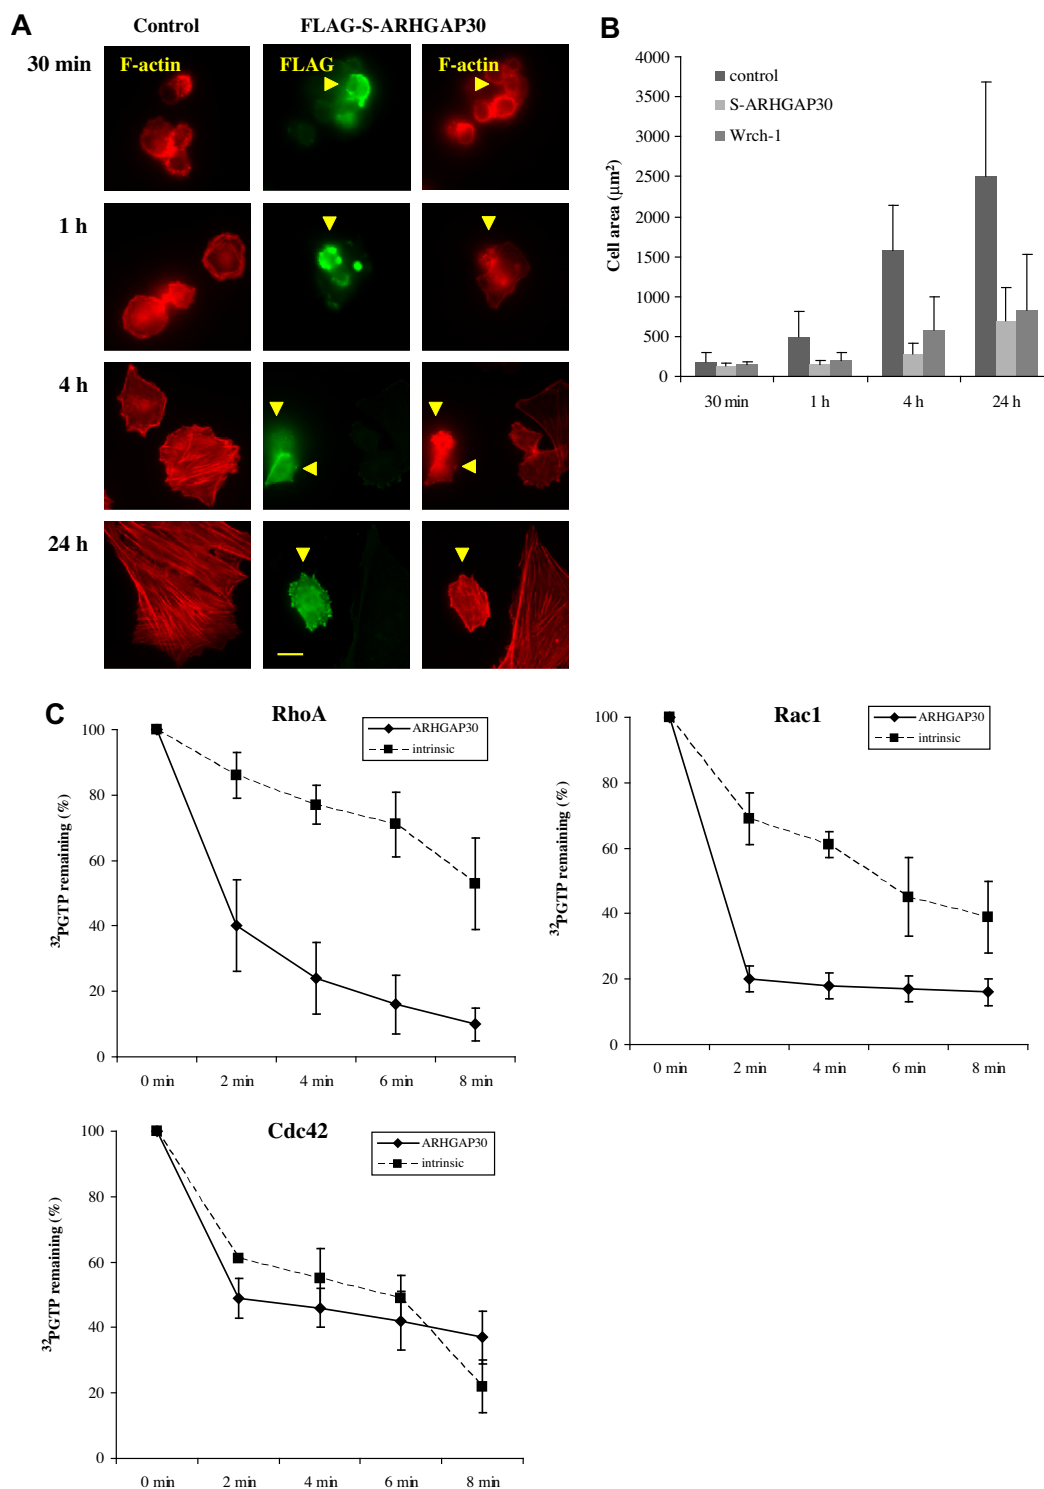 A
Control
FLAG-S-ARHGAP30
30 min
F-actin
FLAG
F-actin
1 h
4 h
24 h
B
Cell area (μm²)
4000
3500
3000
2500
2000
1500
1000
500
0
control
S-ARHGAP30
Wrch-1
30 min
1 h
4 h
24 h
C
RhoA
ARHGAP30
intrinsic
³²PGTP remaining (%)
100
80
60
40
20
0
0 min
2 min
4 min
6 min
8 min
Rac1
ARHGAP30
intrinsic
³²PGTP remaining (%)
100
80
60
40
20
0
0 min
2 min
4 min
6 min
8 min
Cdc42
ARHGAP30
intrinsic
³²PGTP remaining (%)
100
80
60
40
20
0
0 min
2 min
4 min
6 min
8 min